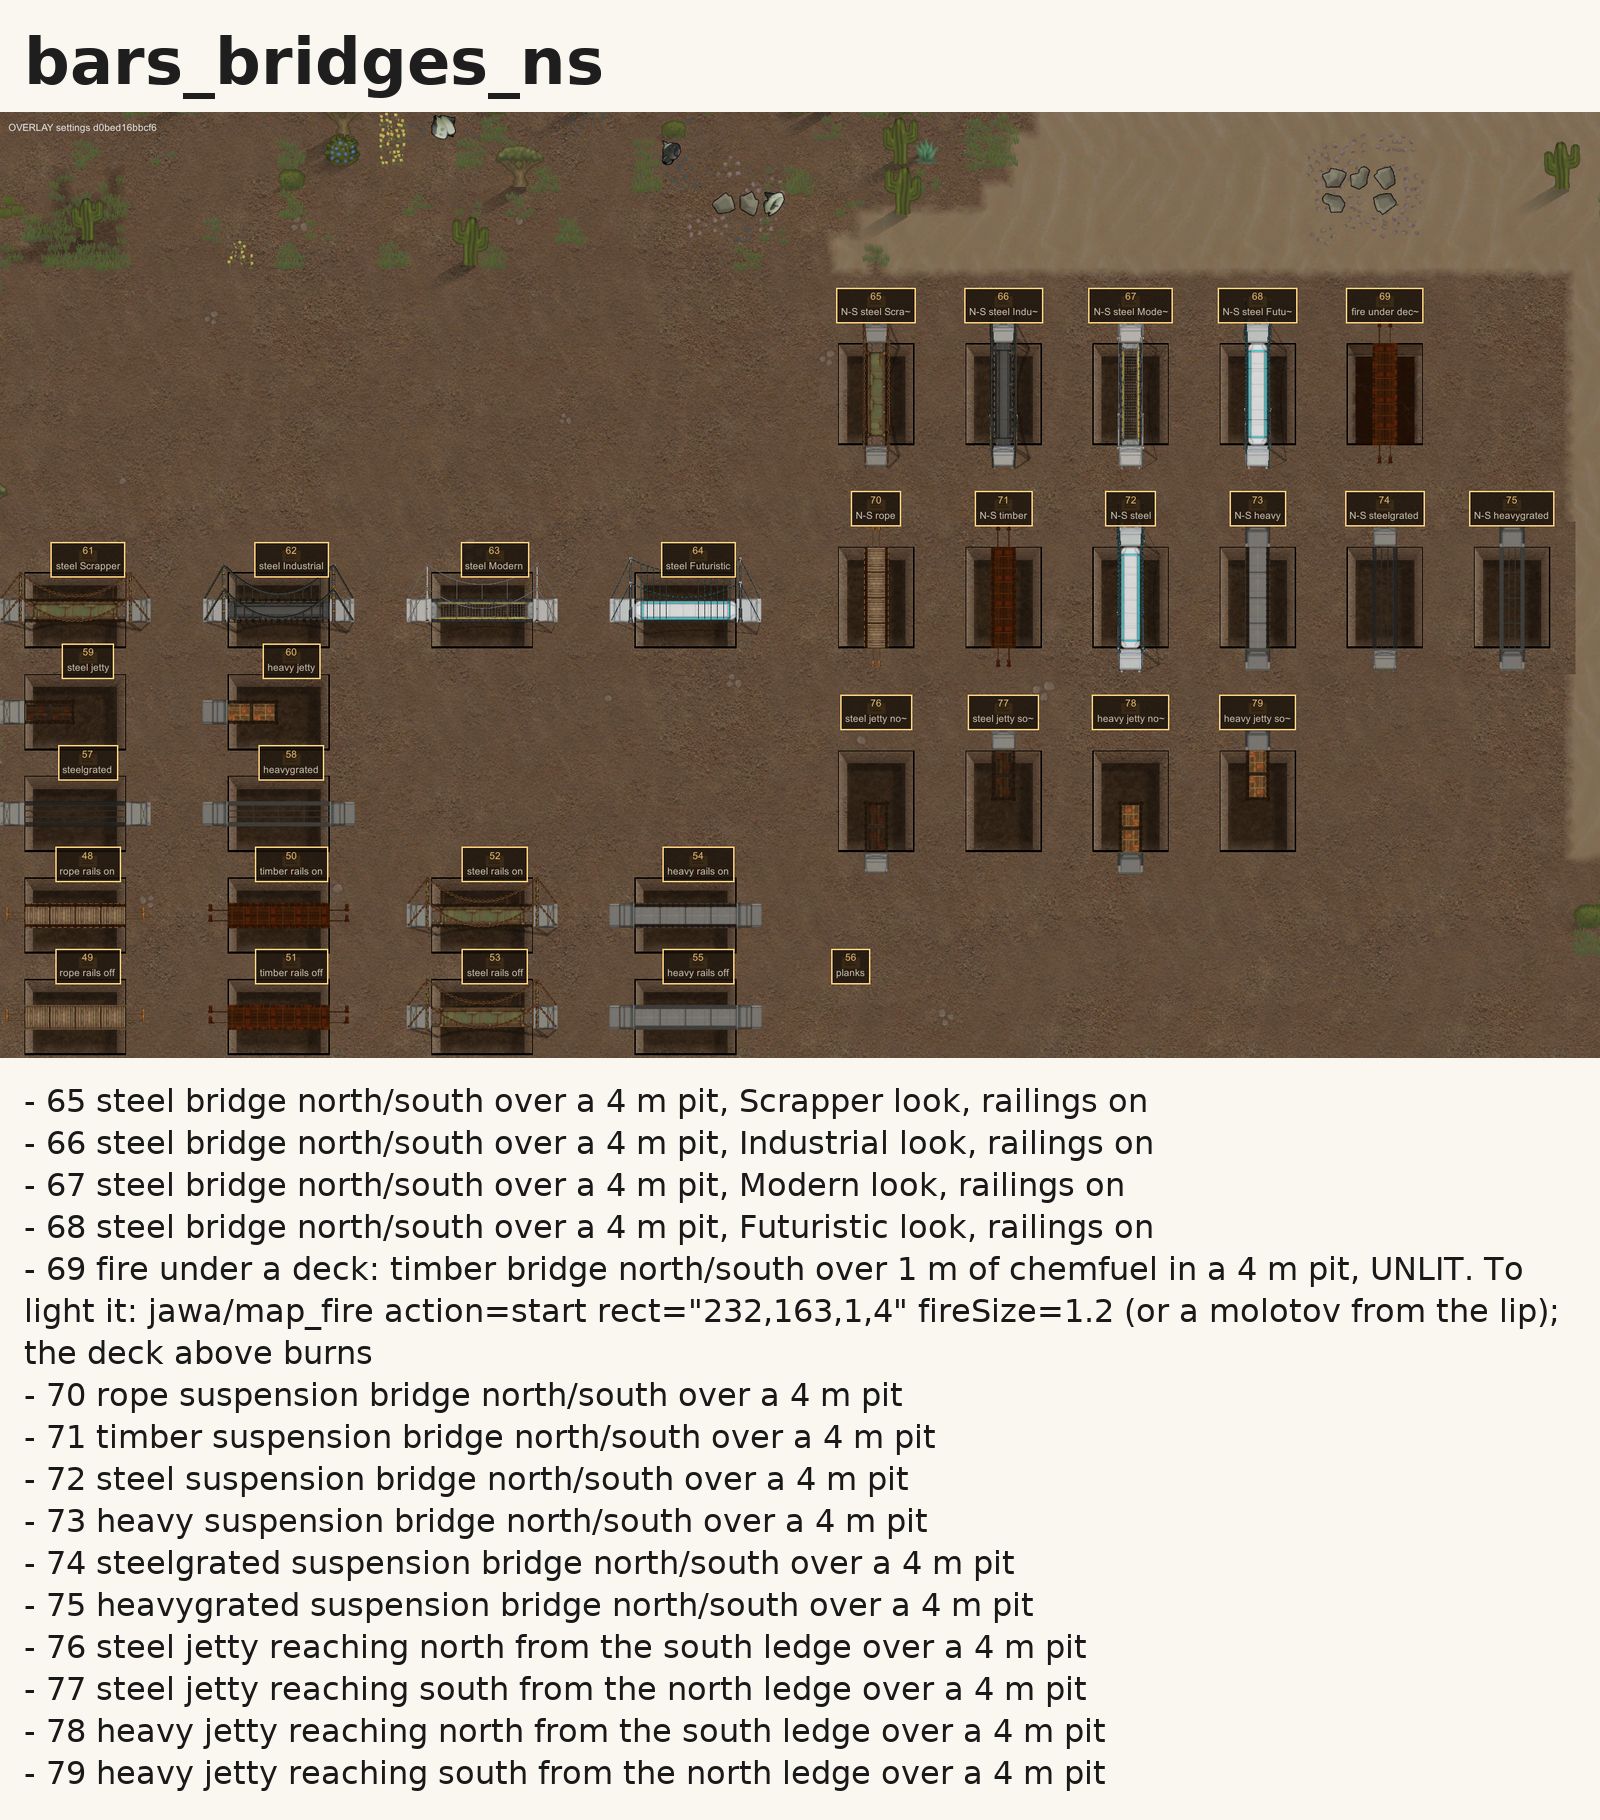 bars_bridges_ns
OVERLAY settings d0bed16bbcf6
65
N-S steel Scra~
66
N-S steel Indu~
67
N-S steel Mode~
68
N-S steel Futu~
69
fire under dec~
70
N-S rope
71
N-S timber
72
N-S steel
73
N-S heavy
74
N-S steelgrated
75
N-S heavygrated
61
steel Scrapper
62
steel Industrial
63
steel Modern
64
steel Futuristic
59
steel jetty
60
heavy jetty
76
steel jetty no~
77
steel jetty so~
78
heavy jetty no~
79
heavy jetty so~
57
steelgrated
58
heavygrated
48
rope rails on
50
timber rails on
52
steel rails on
54
heavy rails on
49
rope rails off
51
timber rails off
53
steel rails off
55
heavy rails off
56
planks
- 65 steel bridge north/south over a 4 m pit, Scrapper look, railings on
- 66 steel bridge north/south over a 4 m pit, Industrial look, railings on
- 67 steel bridge north/south over a 4 m pit, Modern look, railings on
- 68 steel bridge north/south over a 4 m pit, Futuristic look, railings on
- 69 fire under a deck: timber bridge north/south over 1 m of chemfuel in a 4 m pit, UNLIT. To
light it: jawa/map_fire action=start rect="232,163,1,4" fireSize=1.2 (or a molotov from the lip);
the deck above burns
- 70 rope suspension bridge north/south over a 4 m pit
- 71 timber suspension bridge north/south over a 4 m pit
- 72 steel suspension bridge north/south over a 4 m pit
- 73 heavy suspension bridge north/south over a 4 m pit
- 74 steelgrated suspension bridge north/south over a 4 m pit
- 75 heavygrated suspension bridge north/south over a 4 m pit
- 76 steel jetty reaching north from the south ledge over a 4 m pit
- 77 steel jetty reaching south from the north ledge over a 4 m pit
- 78 heavy jetty reaching north from the south ledge over a 4 m pit
- 79 heavy jetty reaching south from the north ledge over a 4 m pit